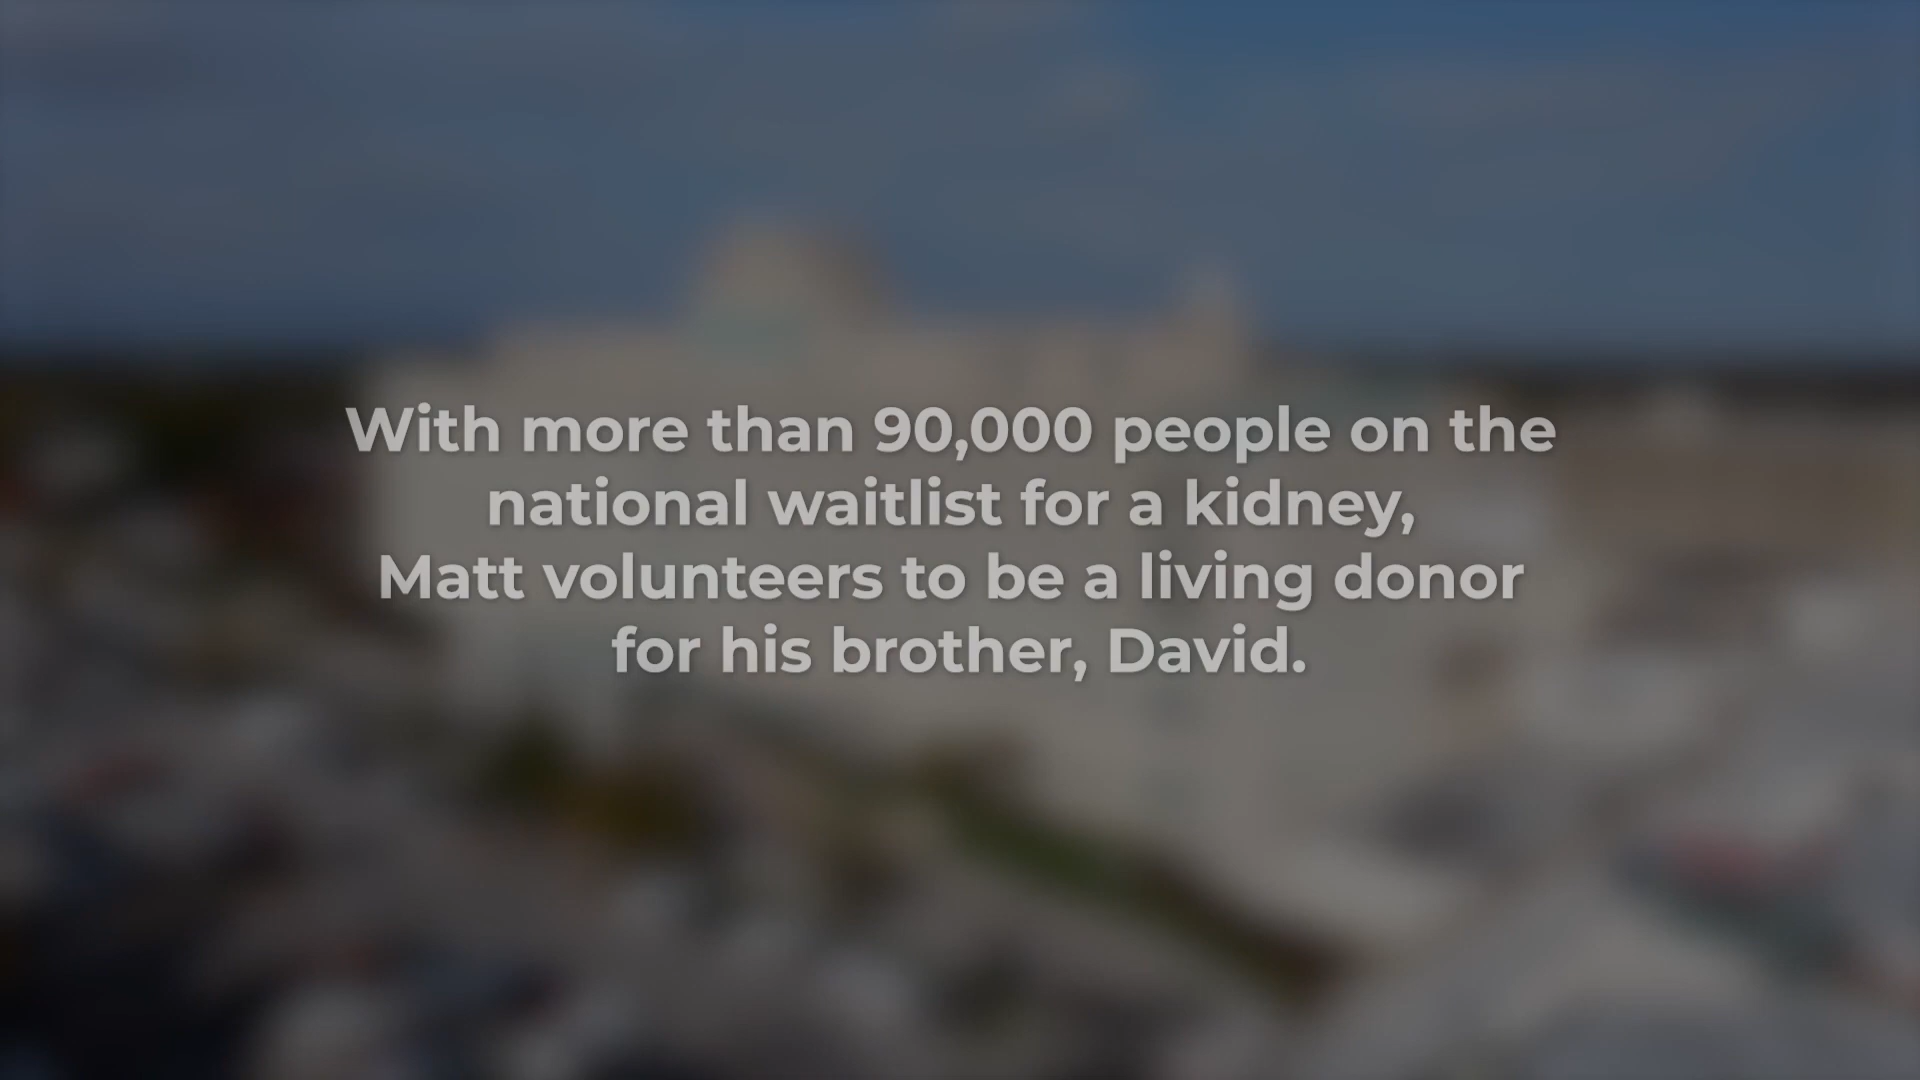 With more than 90,000 people on the
national waitlist for a kidney,
Matt volunteers to be a living donor
for his brother, David.